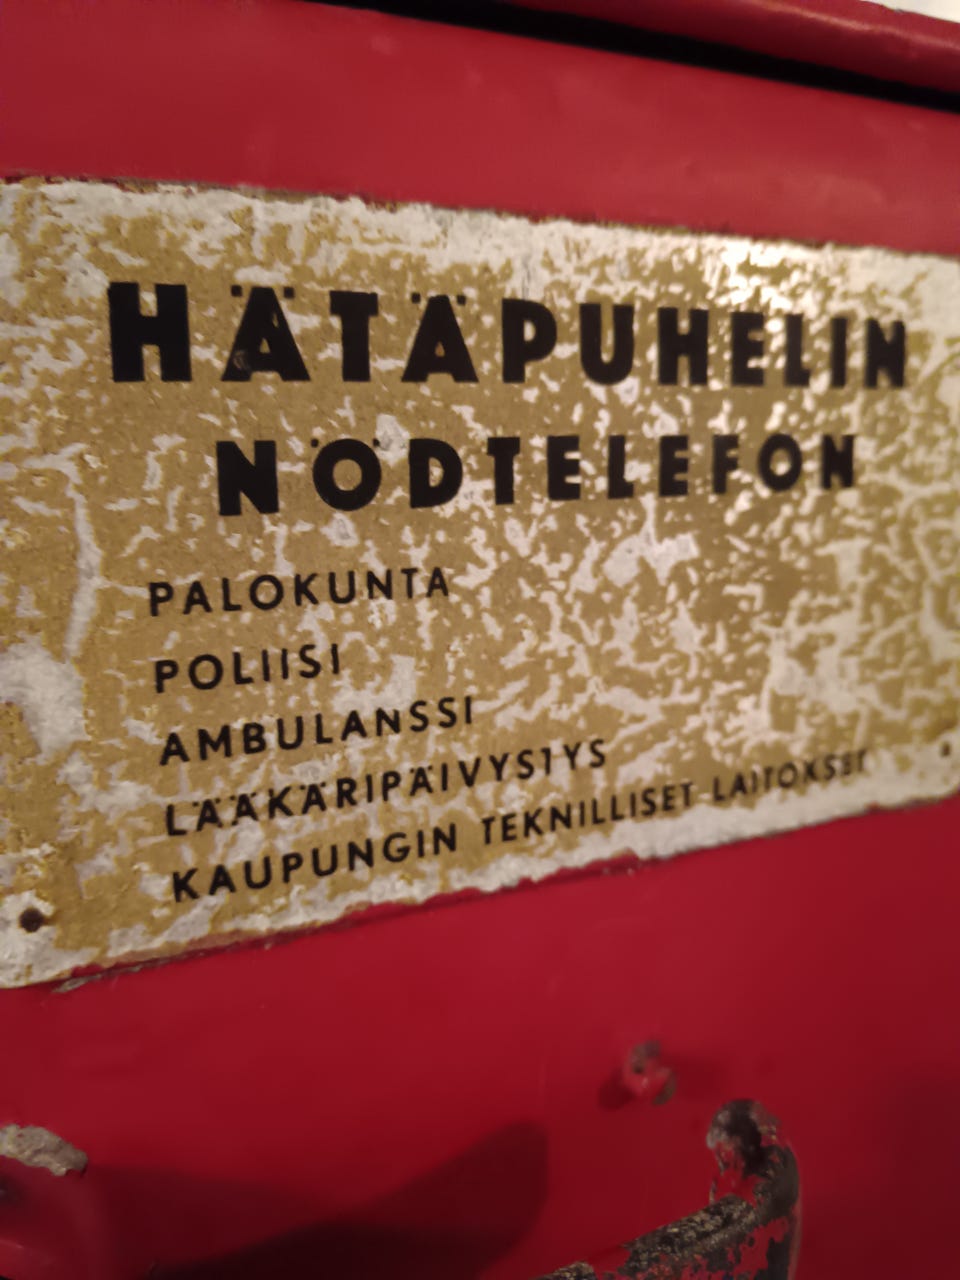 HÄTÄPUHELIN
NÖDTELEFON
PALOKUNTA
POLIISI
AMBULANSSI
LÄÄKÄRIPÄIVYSTYS
KAUPUNGIN TEKNILLISET LAITOKSET